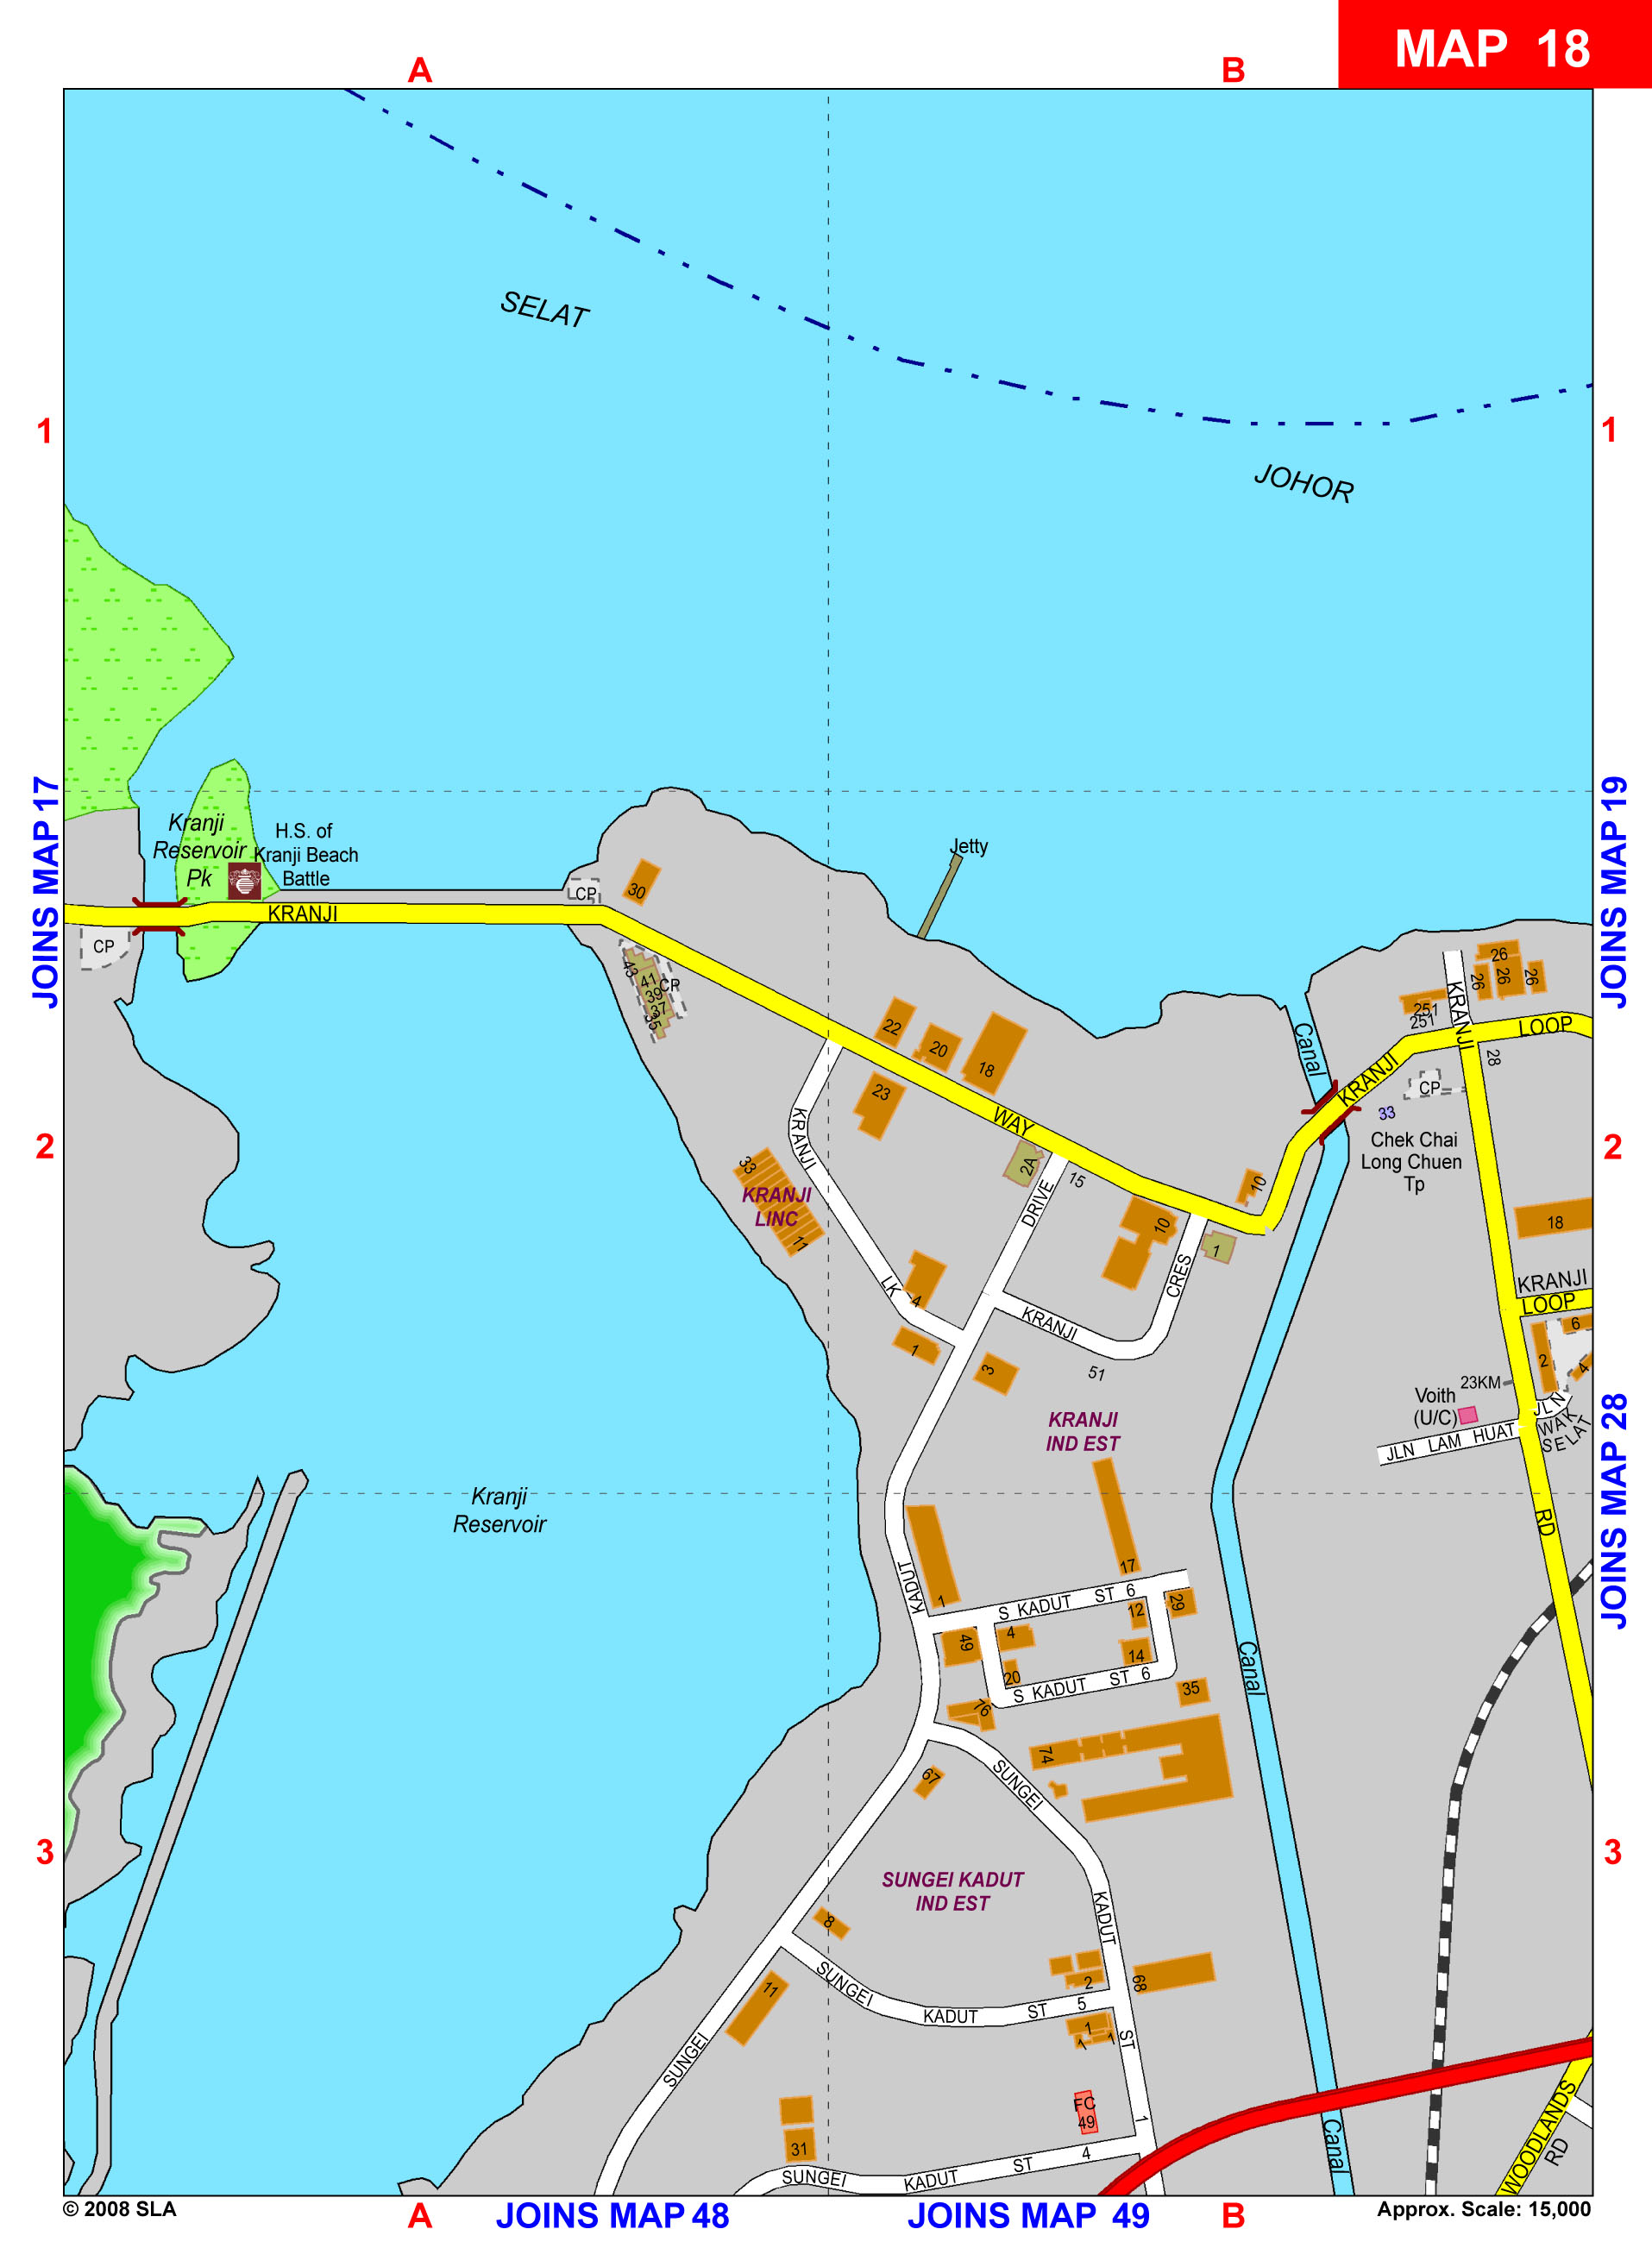 MAP 18
A
B
SELAT
1
1
JOHOR
JOINS MAP 17
JOINS MAP 19
Kranji
Reservoir
Pk
H.S. of
Kranji Beach
Battle
Jetty
CP
30
KRANJI
CP
43
41
39
37
35
CP
26
26
26
26
251
251
KRANJI
LOOP
28
22
20
18
23
Canal
KRANJI
CP
33
WAY
KRANJI
2
2
Chek Chai
Long Chuen
Tp
33
KRANJI
LINC
11
2A
15
DRIVE
10
10
1
CRES
18
KRANJI
LOOP
6
2
4
LK
4
1
KRANJI
3
51
23KM
Voith
(U/C)
JLN
WAK
SELAT
JLN LAM HUAT
KRANJI
IND EST
JOINS MAP 28
Kranji
Reservoir
RD
KADUT
1
17
S KADUT ST 6
29
12
49
4
14
20
S KADUT ST 6
35
76
Canal
74
67
SUNGEI
3
3
SUNGEI KADUT
IND EST
KADUT
8
SUNGEI
11
2
68
KADUT ST 5
1
1
1
ST
SUNGEI
FC
49
1
31
SUNGEI KADUT ST 4
Canal
WOODLANDS
RD
© 2008 SLA
A
JOINS MAP 48
JOINS MAP 49
B
Approx. Scale: 15,000